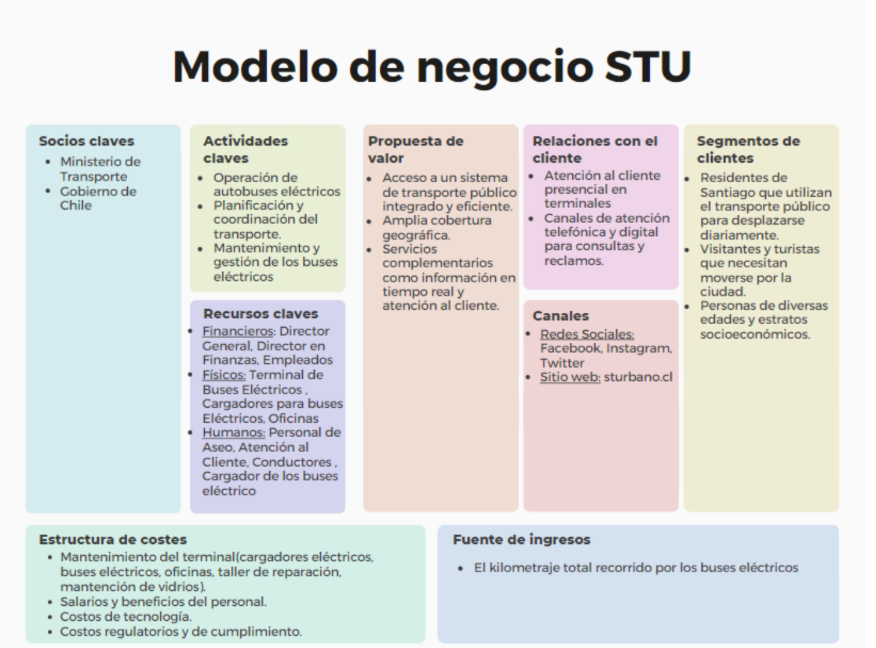 Modelo de negocio STU
Socios claves
• Ministerio de
Transporte
• Gobierno de
Chile
Actividades
claves
• Operación de
autobuses eléctricos
• Planificación y
coordinación del
transporte.
• Mantenimiento y
gestión de los buses
eléctricos
Recursos claves
• Financieros: Director
General, Director en
Finanzas, Empleados
• Físicos: Terminal de
Buses Eléctricos ,
Cargadores para buses
Eléctricos, Oficinas
• Humanos: Personal de
Aseo, Atención al
Cliente, Conductores ,
Cargador de los buses
eléctrico
Propuesta de
valor
• Acceso a un sistema
de transporte público
integrado y eficiente.
• Amplia cobertura
geográfica.
• Servicios
complementarios
como información en
tiempo real y
atención al cliente.
Relaciones con el
cliente
• Atención al cliente
presencial en
terminales
• Canales de atención
telefónica y digital
para consultas y
reclamos.
Canales
• Redes Sociales:
Facebook, Instagram,
Twitter
• Sitio web: sturbano.cl
Segmentos de
clientes
• Residentes de
Santiago que utilizan
el transporte público
para desplazarse
diariamente.
• Visitantes y turistas
que necesitan
moverse por la
ciudad.
• Personas de diversas
edades y estratos
socioeconómicos.
Estructura de costes
• Mantenimiento del terminal(cargadores eléctricos,
buses eléctricos, oficinas, taller de reparación,
mantención de vidrios).
• Salarios y beneficios del personal.
• Costos de tecnología.
• Costos regulatorios y de cumplimiento.
Fuente de ingresos
• El kilometraje total recorrido por los buses eléctricos